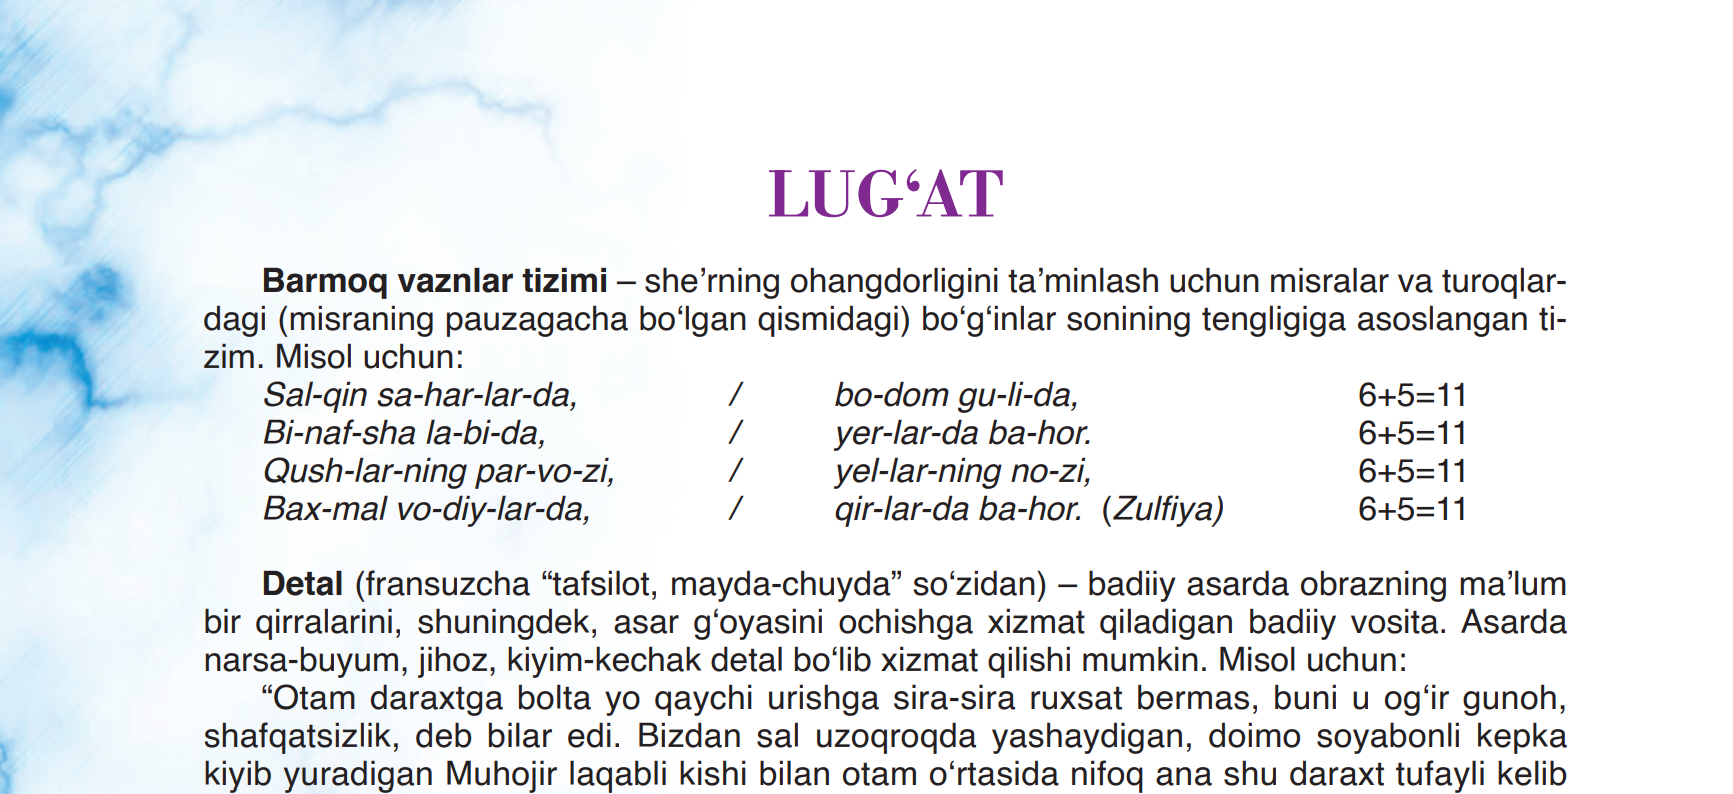 LUG‘AT
Barmoq vaznlar tizimi – she’rning ohangdorligini ta’minlash uchun misralar va turoqlar-
dagi (misraning pauzagacha bo‘lgan qismidagi) bo‘g‘inlar sonining tengligiga asoslangan ti-
zim. Misol uchun:
Sal-qin sa-har-lar-da, / bo-dom gu-li-da, 6+5=11
Bi-naf-sha la-bi-da, / yer-lar-da ba-hor. 6+5=11
Qush-lar-ning par-vo-zi, / yel-lar-ning no-zi, 6+5=11
Bax-mal vo-diy-lar-da, / qir-lar-da ba-hor. (Zulfiya) 6+5=11
Detal (fransuzcha “tafsilot, mayda-chuyda” so‘zidan) – badiiy asarda obrazning ma’lum
bir qirralarini, shuningdek, asar g‘oyasini ochishga xizmat qiladigan badiiy vosita. Asarda
narsa-buyum, jihoz, kiyim-kechak detal bo‘lib xizmat qilishi mumkin. Misol uchun:
“Otam daraxtga bolta yo qaychi urishga sira-sira ruxsat bermas, buni u og‘ir gunoh,
shafqatsizlik, deb bilar edi. Bizdan sal uzoqroqda yashaydigan, doimo soyabonli kepka
kiyib yuradigan Muhojir laqabli kishi bilan otam o‘rtasida nifoq ana shu daraxt tufayli kelib